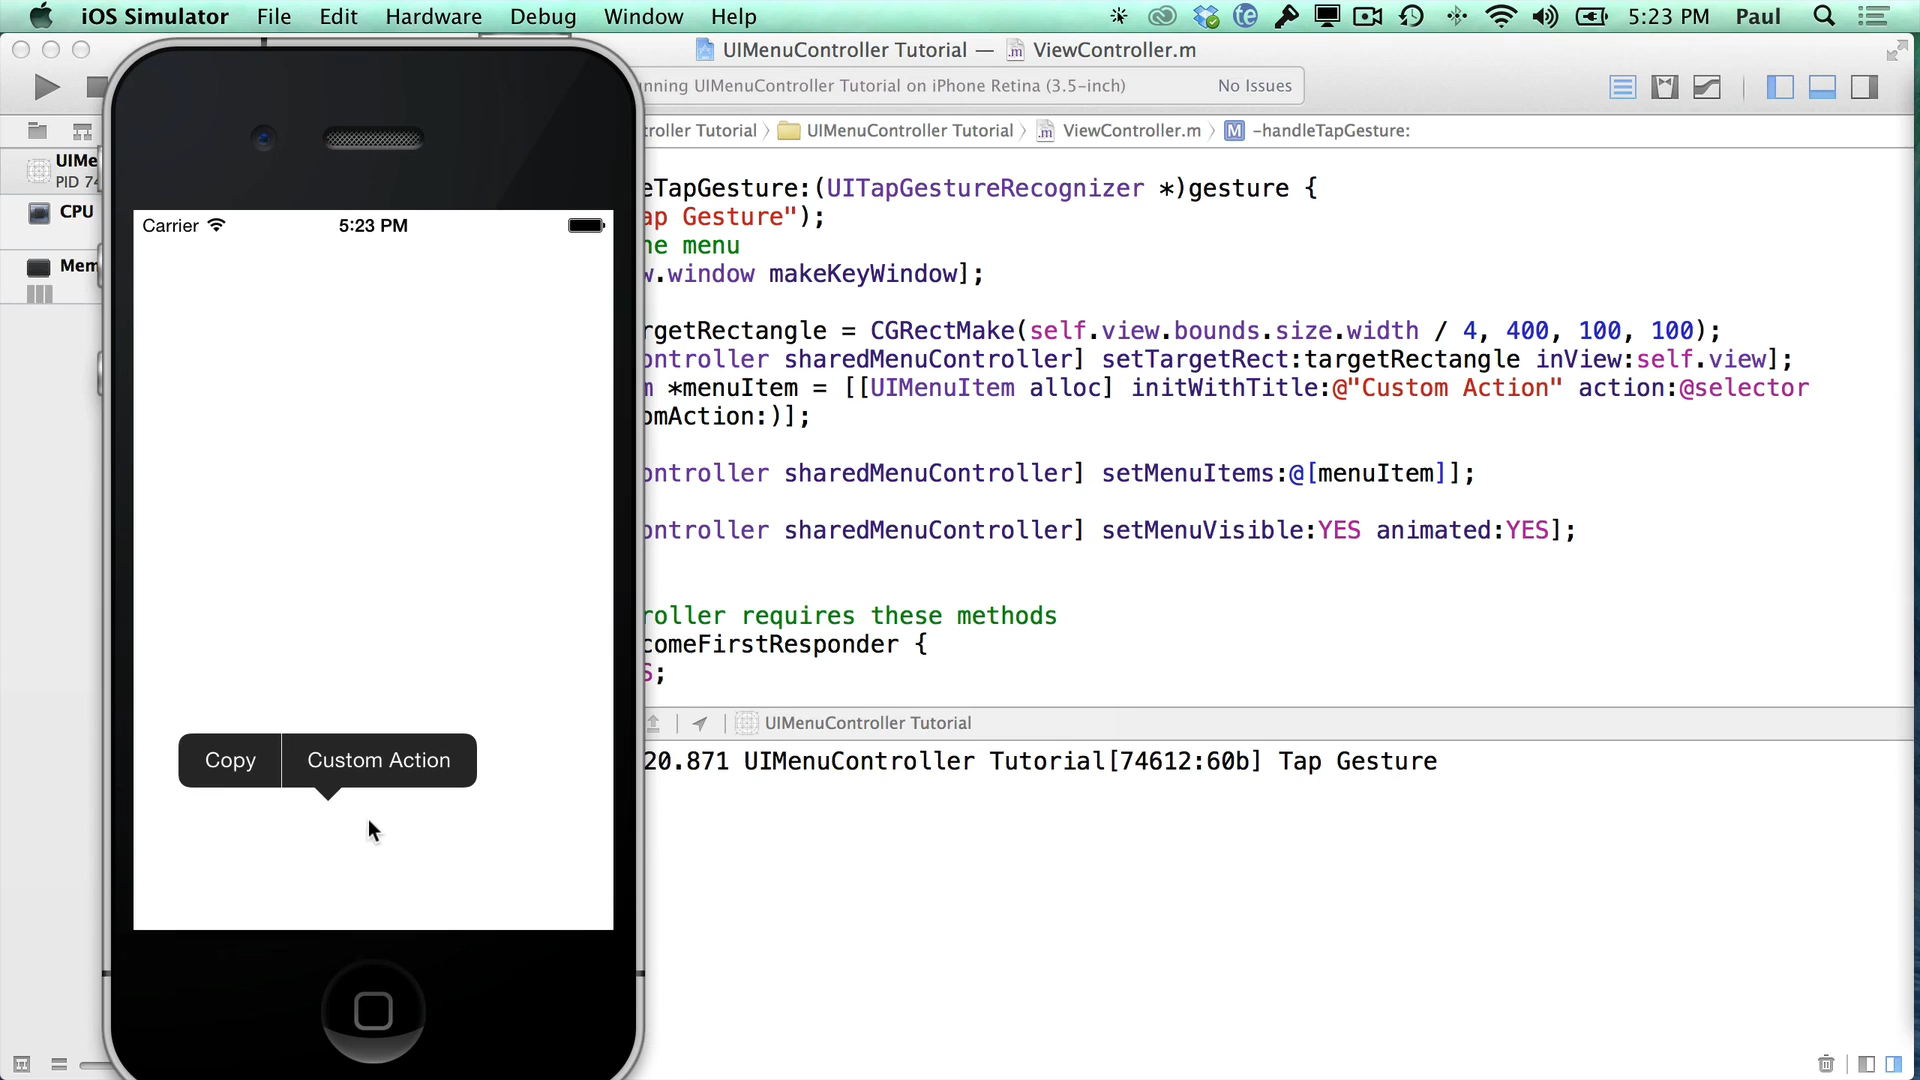 iOS Simulator File Edit Hardware Debug Window Help te 5:23 PM Paul
UIMenuController Tutorial — ViewController.m
nning UIMenuController Tutorial on iPhone Retina (3.5-inch) No Issues
roller Tutorial UIMenuController Tutorial ViewController.m M -handleTapGesture:
UIMe
PID 74
CPU
Mem
Carrier 5:23 PM
Copy Custom Action
eTapGesture:(UITapGestureRecognizer *)gesture {
ap Gesture");
he menu
w.window makeKeyWindow];
rgetRectangle = CGRectMake(self.view.bounds.size.width / 4, 400, 100, 100);
ontroller sharedMenuController] setTargetRect:targetRectangle inView:self.view];
m *menuItem = [[UIMenuItem alloc] initWithTitle:@"Custom Action" action:@selector
omAction:)];
ontroller sharedMenuController] setMenuItems:@[menuItem]];
ontroller sharedMenuController] setMenuVisible:YES animated:YES];
roller requires these methods
comeFirstResponder {
S;
UIMenuController Tutorial
20.871 UIMenuController Tutorial[74612:60b] Tap Gesture